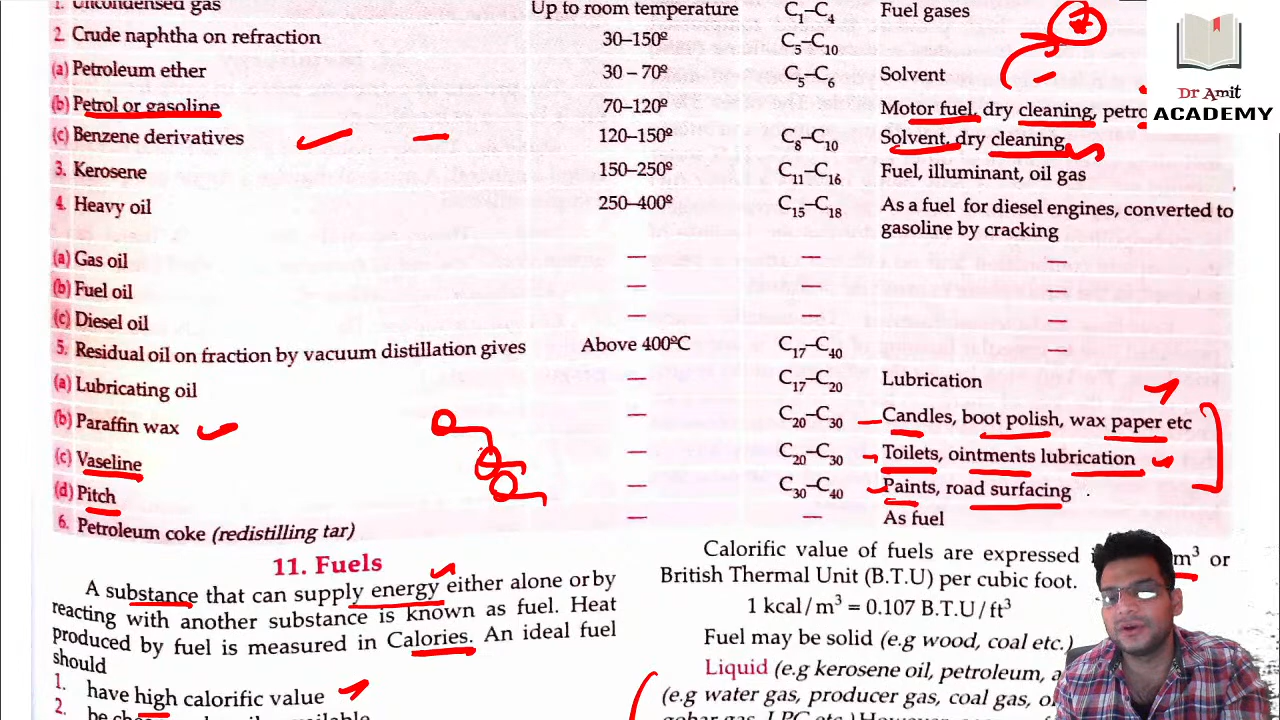 1. Uncondensed gas Up to room temperature C₁–C₄ Fuel gases
2. Crude naphtha on refraction 30–150º C₅–C₁₀
(a) Petroleum ether 30 – 70º C₅–C₆ Solvent
(b) Petrol or gasoline 70–120º Motor fuel, dry cleaning,
(c) Benzene derivatives 120–150º C₈–C₁₀ Solvent, dry cleaning
3. Kerosene 150–250º C₁₁–C₁₆ Fuel, illuminant, oil gas
4. Heavy oil 250–400º C₁₅–C₁₈ As a fuel for diesel engines, converted to
gasoline by cracking
(a) Gas oil — — —
(b) Fuel oil — — —
(c) Diesel oil — — —
5. Residual oil on fraction by vacuum distillation gives Above 400ºC C₁₇–C₄₀ —
(a) Lubricating oil — C₁₇–C₂₀ Lubrication
(b) Paraffin wax — C₂₀–C₃₀ Candles, boot polish, wax paper etc
(c) Vaseline — C₂₀–C₃₀ Toilets, ointments lubrication
(d) Pitch — C₃₀–C₄₀ Paints, road surfacing
6. Petroleum coke (redistilling tar) — — As fuel
Dr Amit
ACADEMY
11. Fuels
A substance that can supply energy either alone or by
reacting with another substance is known as fuel. Heat
produced by fuel is measured in Calories. An ideal fuel
should
1. have high calorific value
2.
Calorific value of fuels are expressed m³ or
British Thermal Unit (B.T.U) per cubic foot.
1 kcal/m³ = 0.107 B.T.U/ft³
Fuel may be solid (e.g wood, coal etc.)
Liquid (e.g kerosene oil, petroleum,
(e.g water gas, producer gas, coal gas,